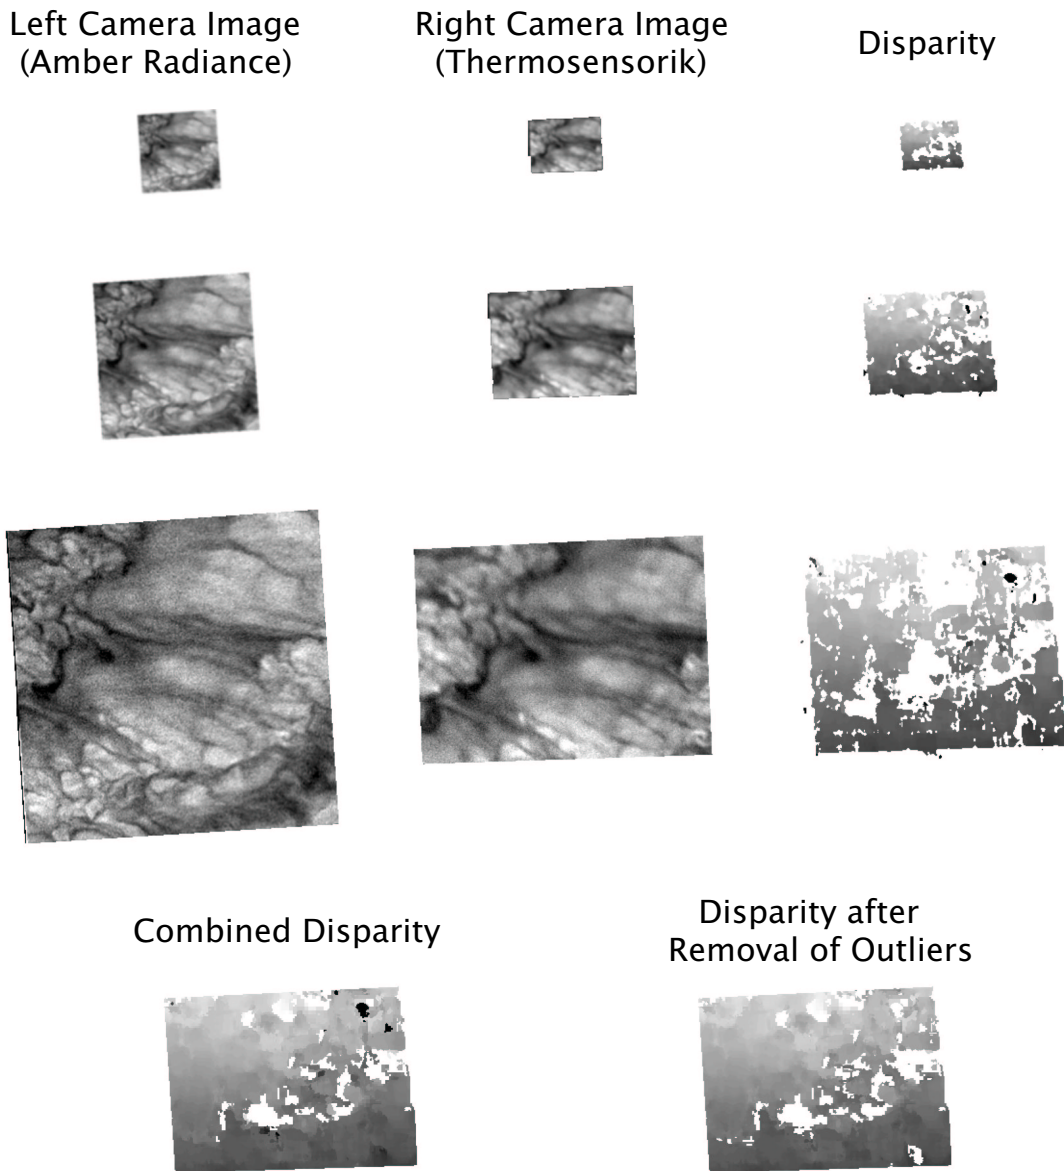 Left Camera Image
(Amber Radiance)
Right Camera Image
(Thermosensorik)
Disparity
Combined Disparity
Disparity after
Removal of Outliers